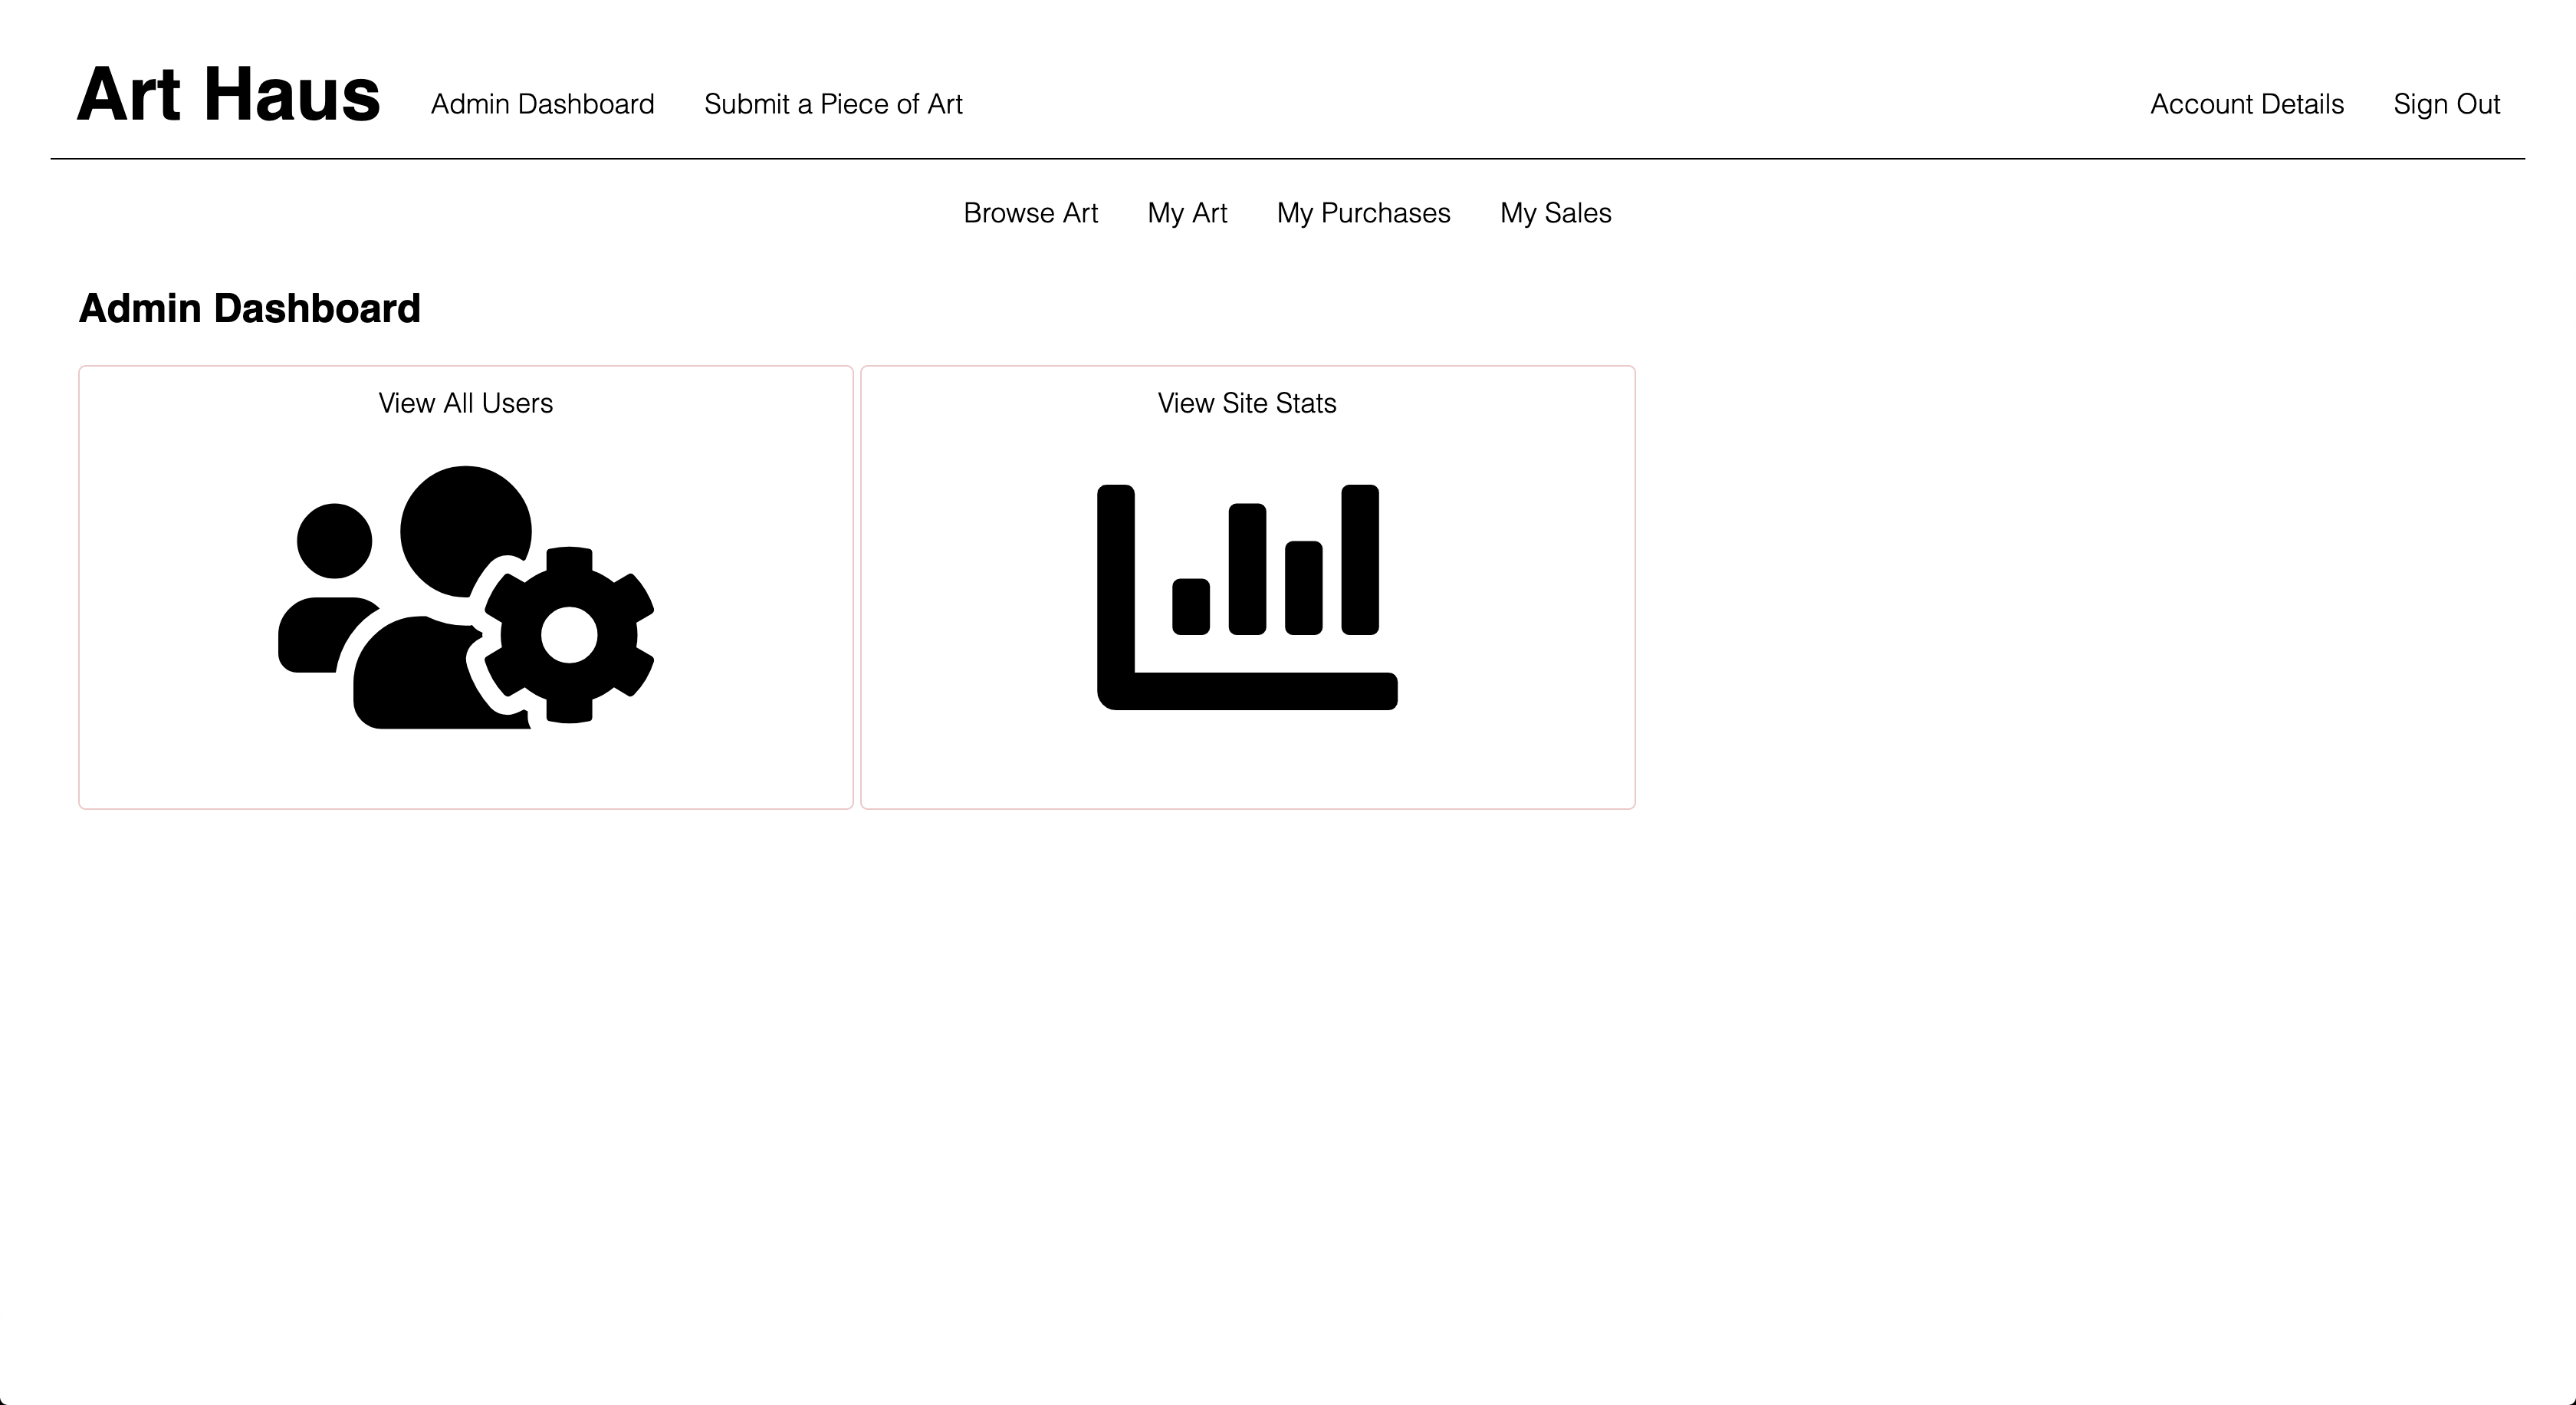 Art Haus Admin Dashboard Submit a Piece of Art Account Details Sign Out
Browse Art My Art My Purchases My Sales
Admin Dashboard
View All Users View Site Stats